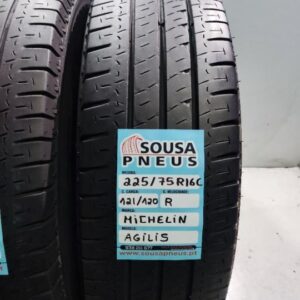 SOUSA
PNEUS
225/75R16C
121/120 R
MICHELIN
AGILIS
www.sousapneus.pt